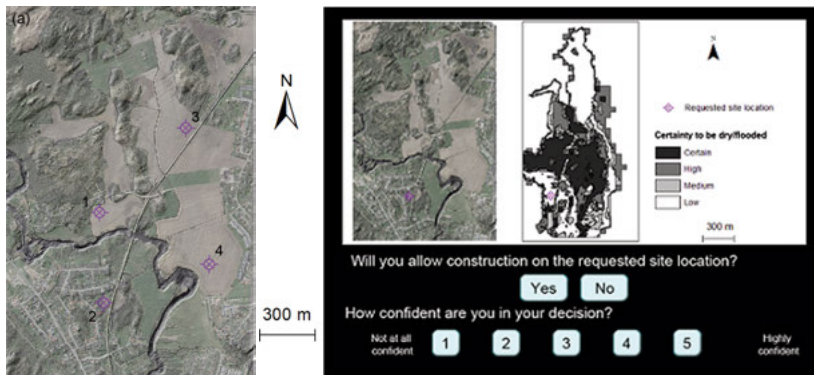 (a)
N
3
1
4
2
300 m
N
Requested site location
Certainty to be dry/flooded
Certain
High
Medium
Low
300 m
Will you allow construction on the requested site location?
Yes No
How confident are you in your decision?
Not at all confident 1 2 3 4 5 Highly confident